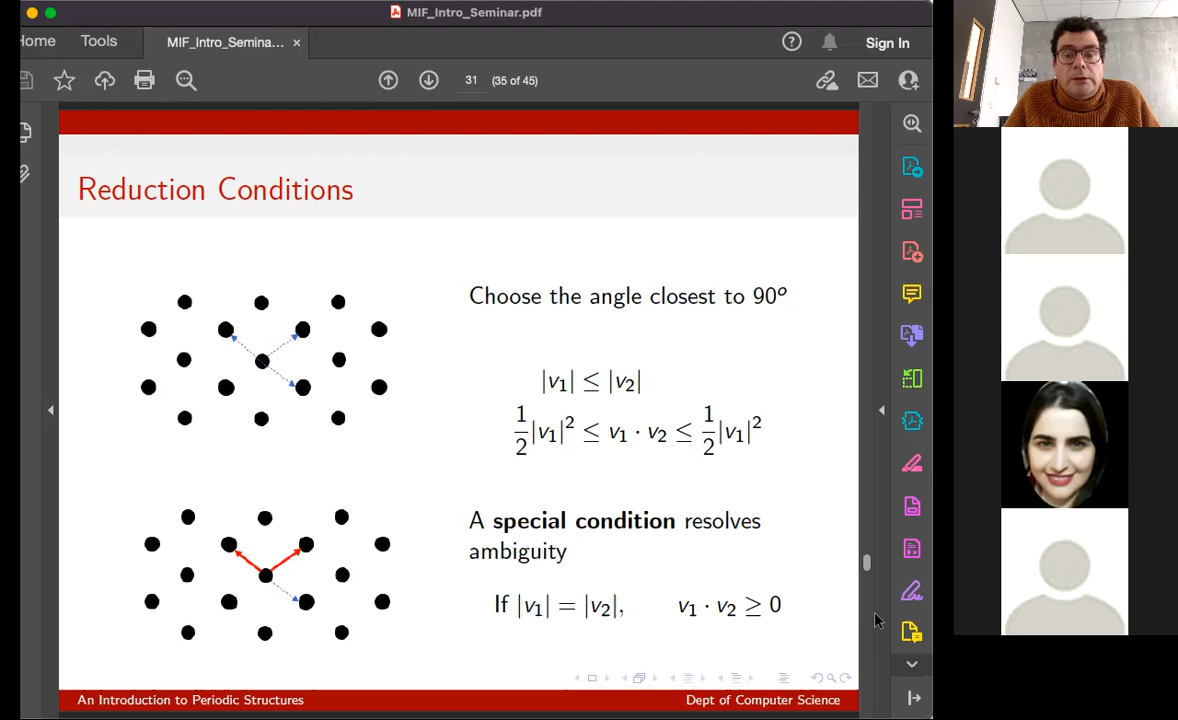 MIF_Intro_Seminar.pdf
Home
Tools
MIF_Intro_Semina... ×
Sign In
31
(35 of 45)
Reduction Conditions
Choose the angle closest to 90º
|v₁| ≤ |v₂|
1/2|v₁|² ≤ v₁ · v₂ ≤ 1/2|v₁|²
A special condition resolves
ambiguity
If |v₁| = |v₂|, v₁ · v₂ ≥ 0
An Introduction to Periodic Structures
Dept of Computer Science